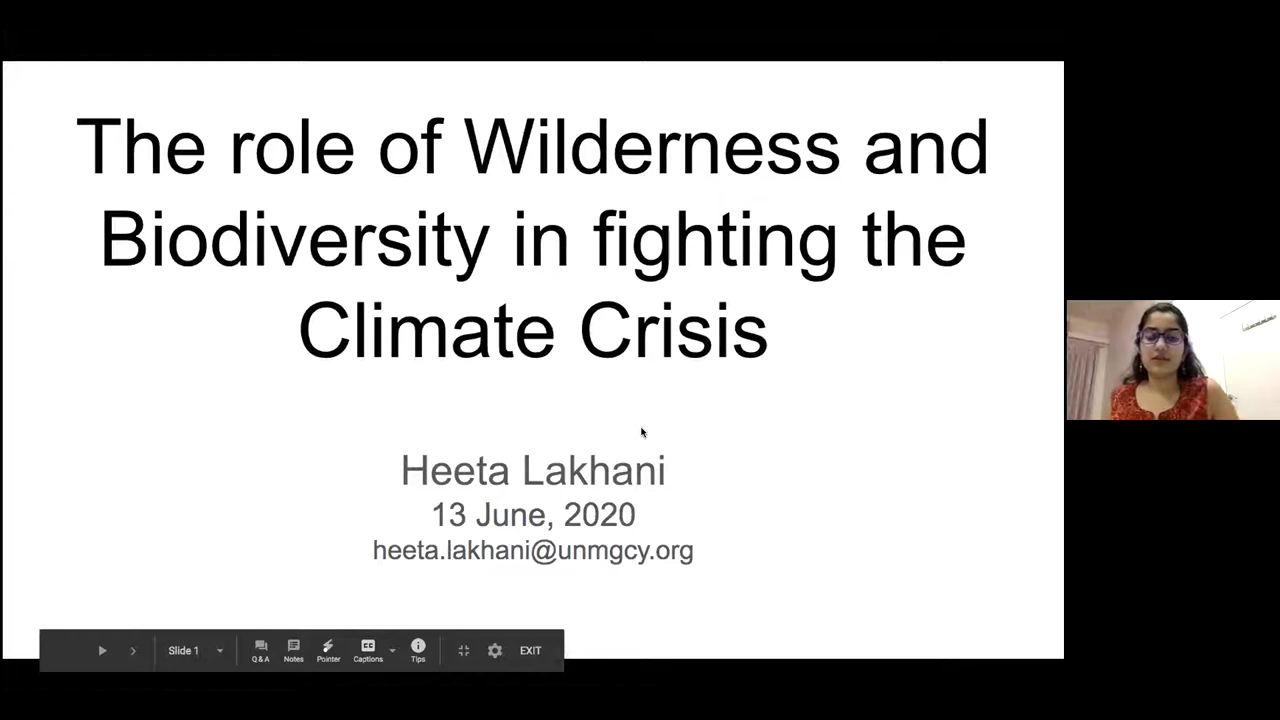 The role of Wilderness and
Biodiversity in fighting the
Climate Crisis
Heeta Lakhani
13 June, 2020
heeta.lakhani@unmgcy.org
Slide 1
Q&A
Notes
Pointer
CC
Captions
Tips
EXIT